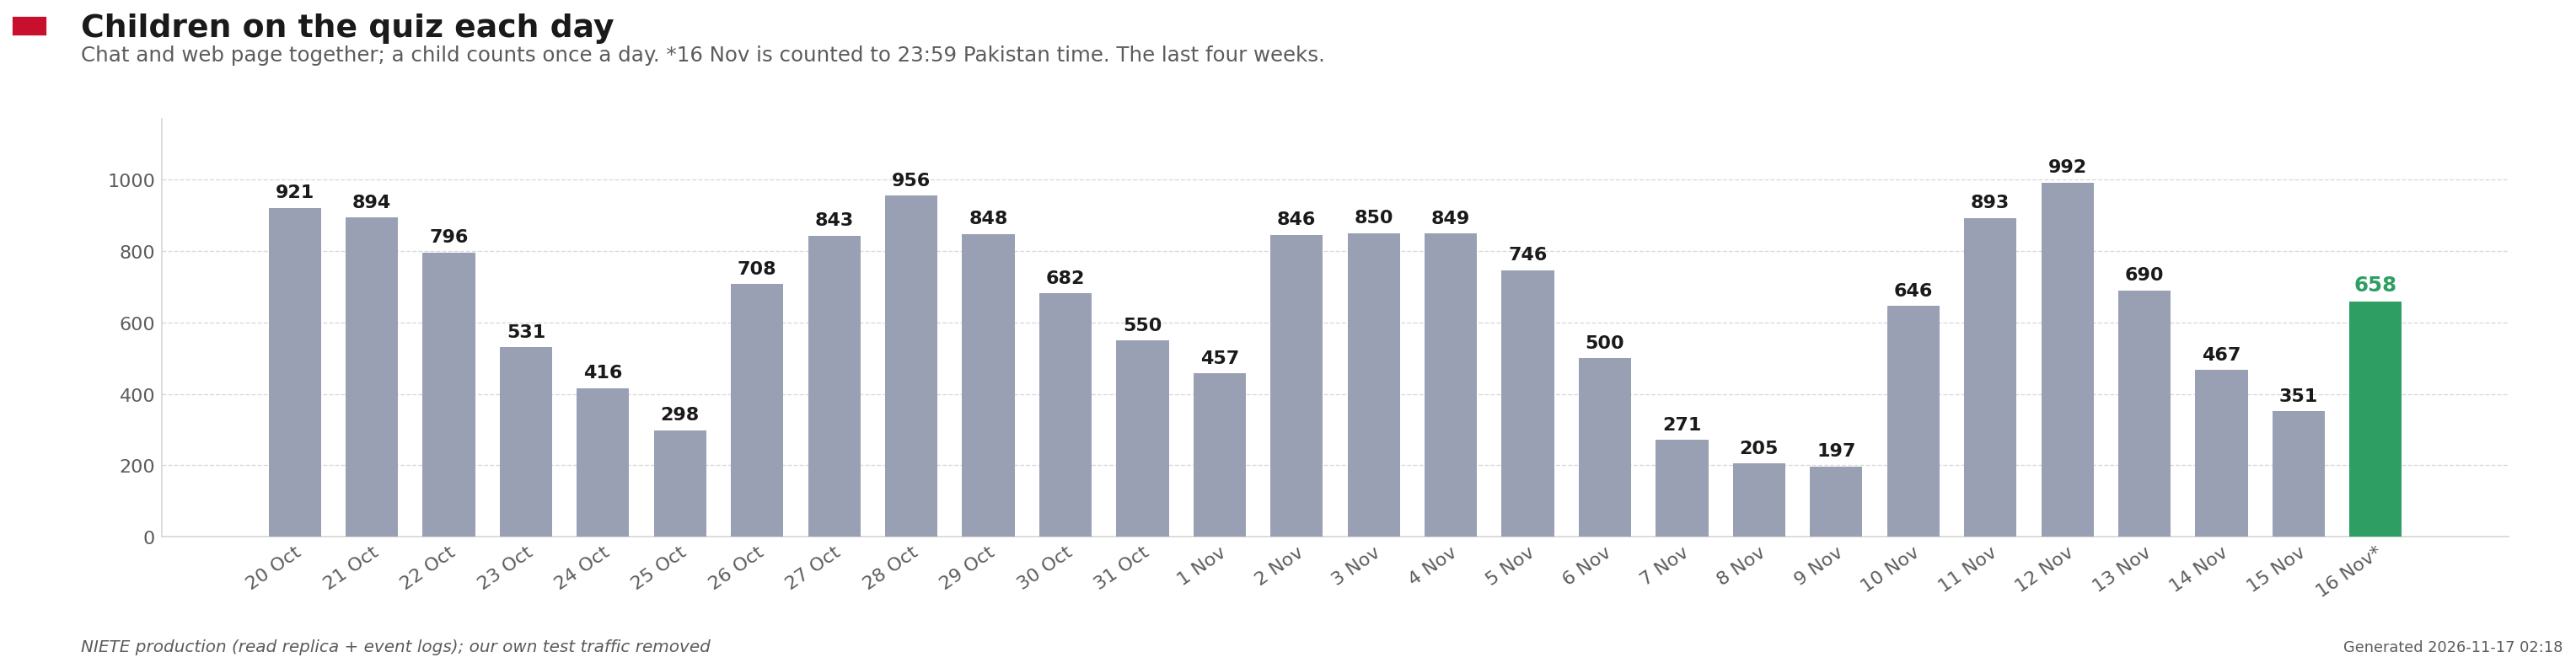 Children on the quiz each day
Chat and web page together; a child counts once a day. *16 Nov is counted to 23:59 Pakistan time. The last four weeks.
1000
800
600
400
200
0
921
894
796
531
416
298
708
843
956
848
682
550
457
846
850
849
746
500
271
205
197
646
893
992
690
467
351
658
20 Oct
21 Oct
22 Oct
23 Oct
24 Oct
25 Oct
26 Oct
27 Oct
28 Oct
29 Oct
30 Oct
31 Oct
1 Nov
2 Nov
3 Nov
4 Nov
5 Nov
6 Nov
7 Nov
8 Nov
9 Nov
10 Nov
11 Nov
12 Nov
13 Nov
14 Nov
15 Nov
16 Nov*
NIETE production (read replica + event logs); our own test traffic removed
Generated 2026-11-17 02:18